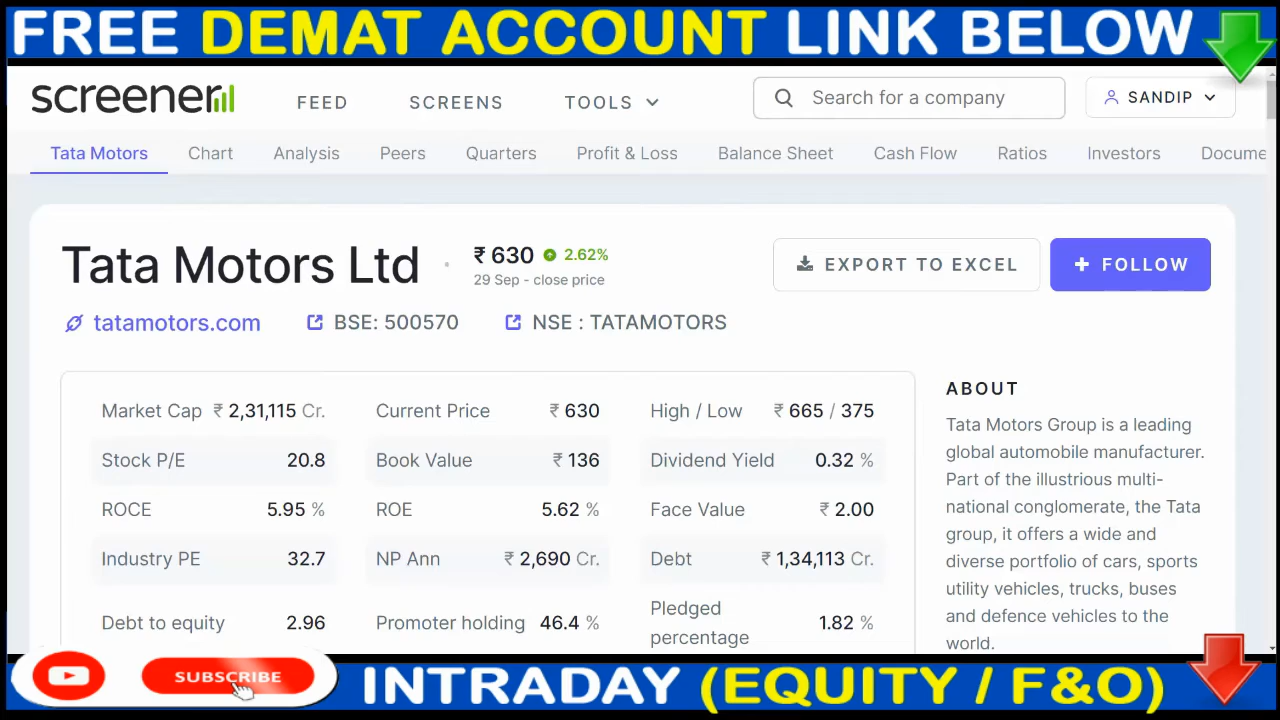 FREE DEMAT ACCOUNT LINK BELOW
screener
FEED SCREENS TOOLS
Search for a company
SANDIP
Tata Motors Chart Analysis Peers Quarters Profit & Loss Balance Sheet Cash Flow Ratios Investors Docume
Tata Motors Ltd
₹ 630 2.62%
29 Sep - close price
EXPORT TO EXCEL
+ FOLLOW
tatamotors.com BSE: 500570 NSE : TATAMOTORS
Market Cap ₹ 2,31,115 Cr. Current Price ₹ 630 High / Low ₹ 665 / 375
Stock P/E 20.8 Book Value ₹ 136 Dividend Yield 0.32 %
ROCE 5.95 % ROE 5.62 % Face Value ₹ 2.00
Industry PE 32.7 NP Ann ₹ 2,690 Cr. Debt ₹ 1,34,113 Cr.
Debt to equity 2.96 Promoter holding 46.4 % Pledged
percentage 1.82 %
ABOUT
Tata Motors Group is a leading
global automobile manufacturer.
Part of the illustrious multi-
national conglomerate, the Tata
group, it offers a wide and
diverse portfolio of cars, sports
utility vehicles, trucks, buses
and defence vehicles to the
world.
SUBSCRIBE
INTRADAY (EQUITY / F&O)